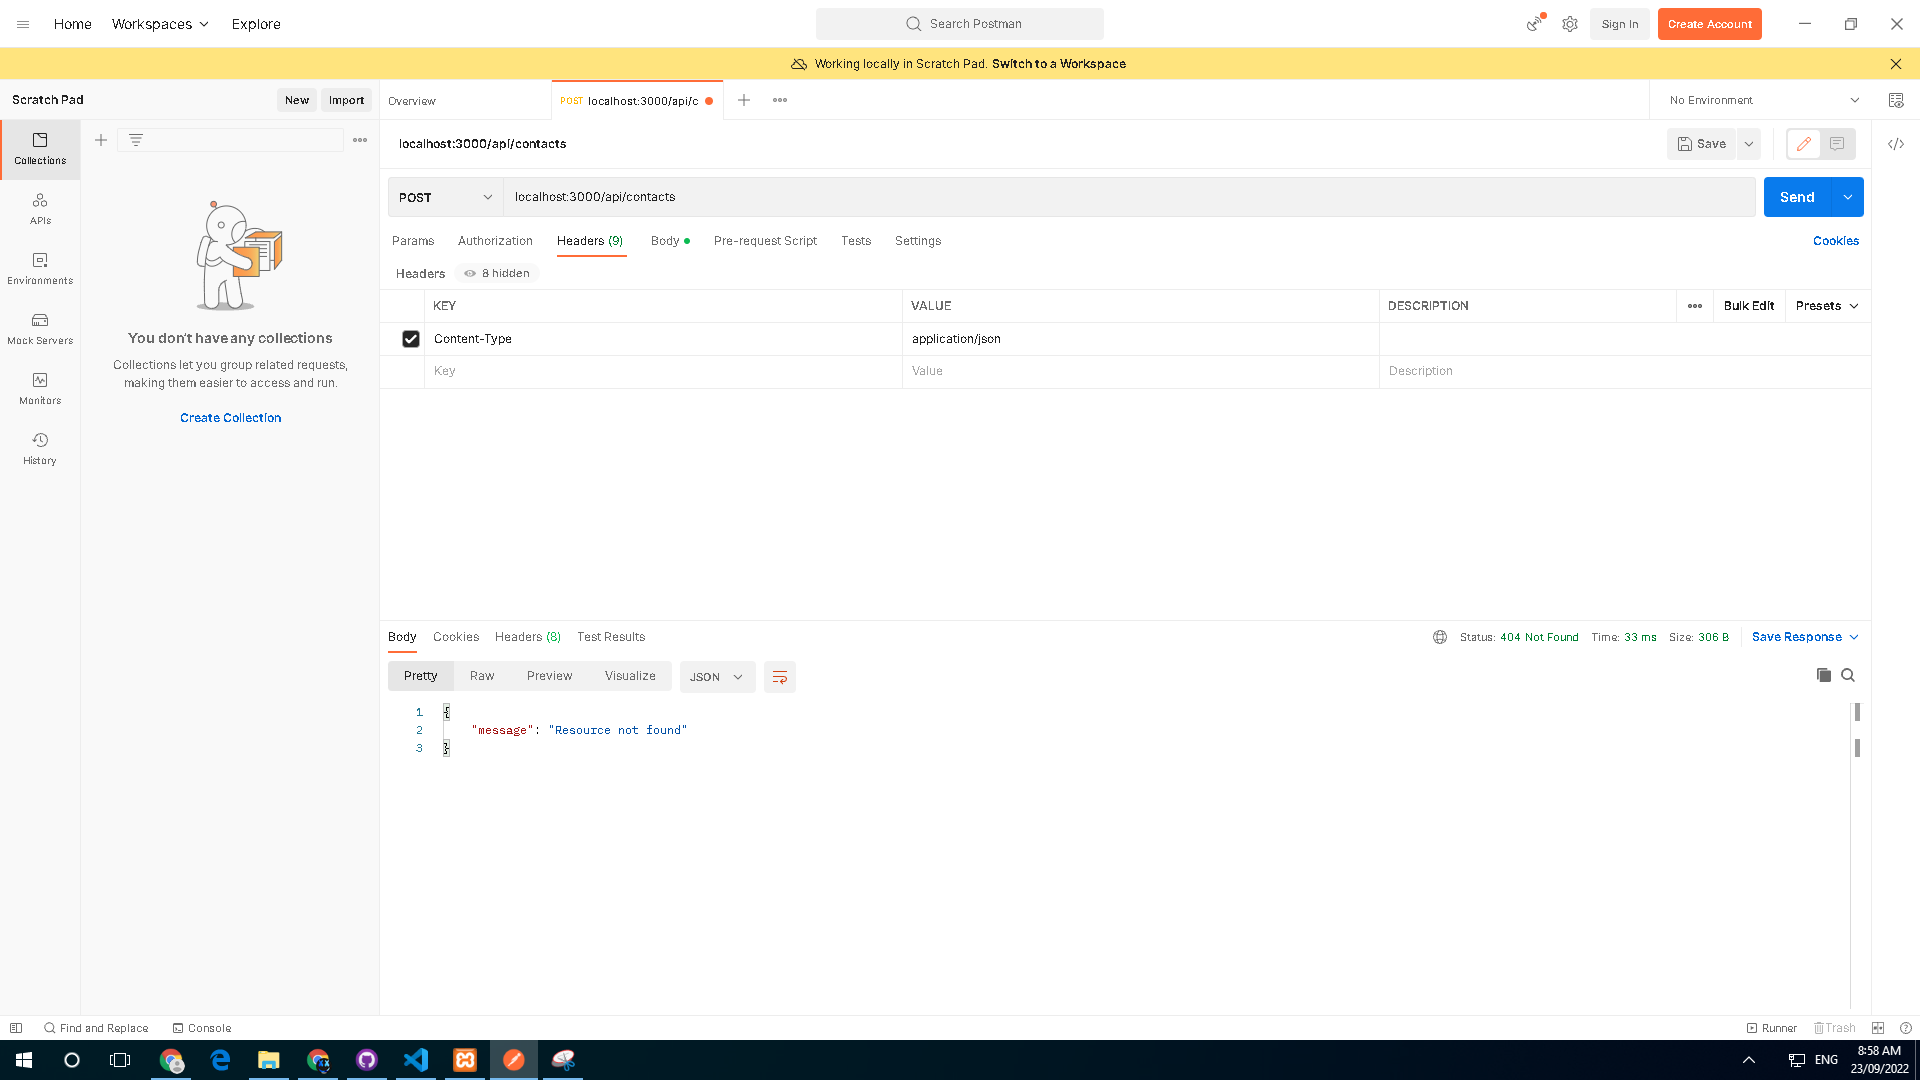 Home Workspaces Explore Search Postman Sign In Create Account
Working locally in Scratch Pad. Switch to a Workspace
Scratch Pad New Import Overview POST localhost:3000/api/c No Environment
localhost:3000/api/contacts Save
Collections
APIs
Environments
Mock Servers
Monitors
History
You don't have any collections
Collections let you group related requests,
making them easier to access and run.
Create Collection
POST localhost:3000/api/contacts Send
Params Authorization Headers (9) Body Pre-request Script Tests Settings Cookies
Headers 8 hidden
KEY VALUE DESCRIPTION Bulk Edit Presets
Content-Type application/json
Key Value Description
Body Cookies Headers (8) Test Results Status: 404 Not Found Time: 33 ms Size: 306 B Save Response
Pretty Raw Preview Visualize JSON
1 {
2 "message": "Resource not found"
3 }
Find and Replace Console Runner Trash
ENG 8:58 AM
23/09/2022